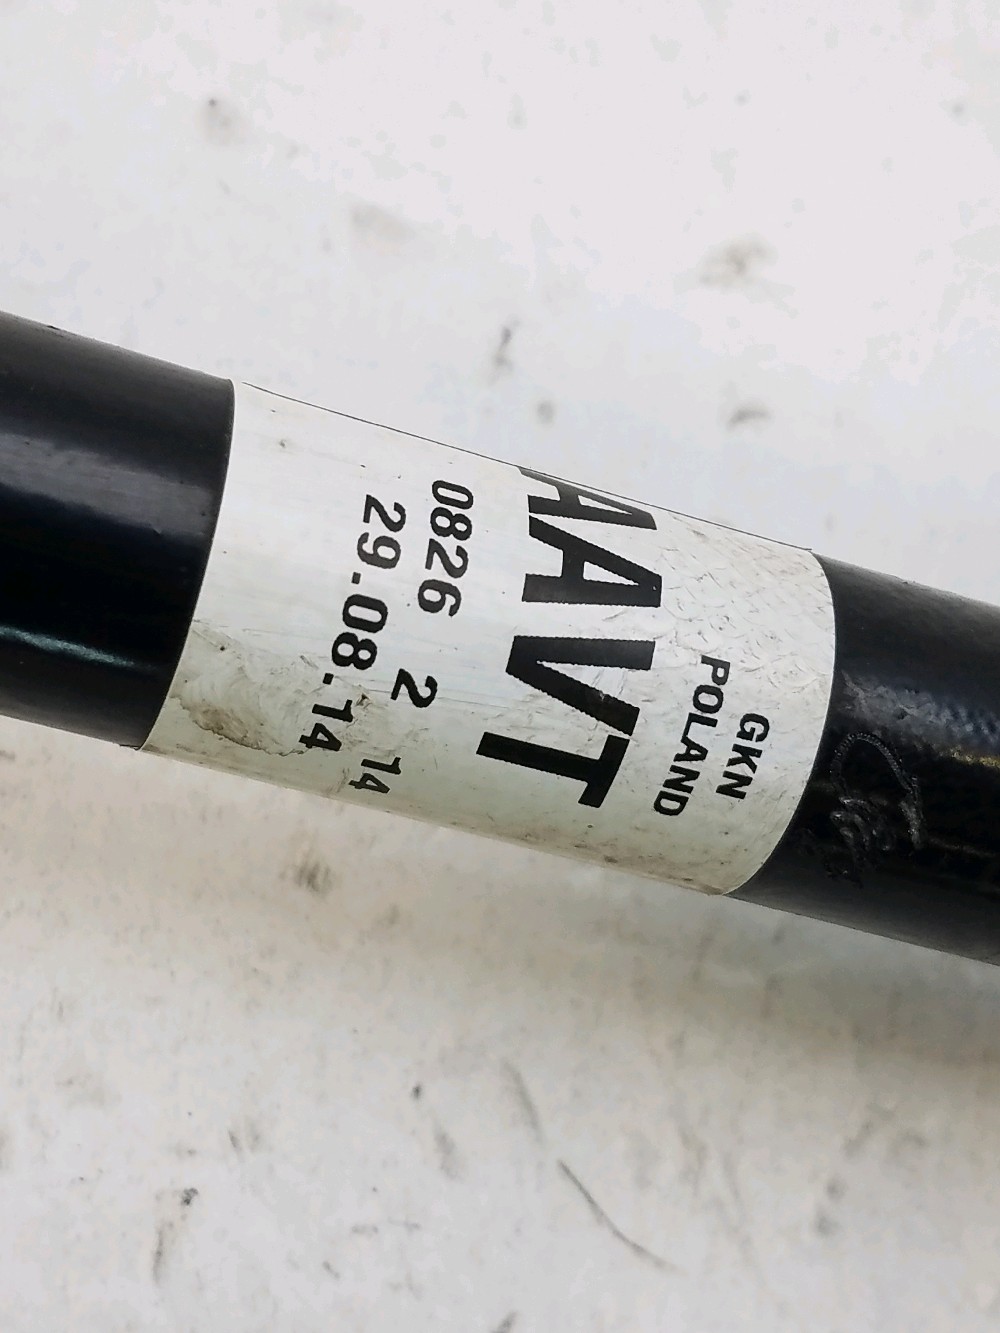 GKN
POLAND
AAVT
0826 2 14
29.08.14